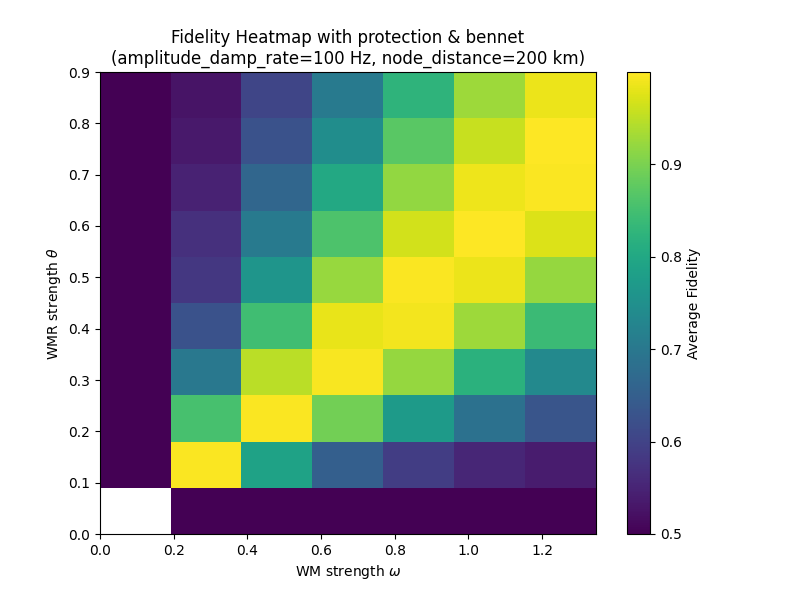 Fidelity Heatmap with protection & bennet
(amplitude_damp_rate=100 Hz, node_distance=200 km)
0.9
0.8
0.7
0.6
0.5
0.4
0.3
0.2
0.1
0.0
WMR strength θ
0.0 0.2 0.4 0.6 0.8 1.0 1.2
WM strength ω
0.9
0.8
0.7
0.6
0.5
Average Fidelity